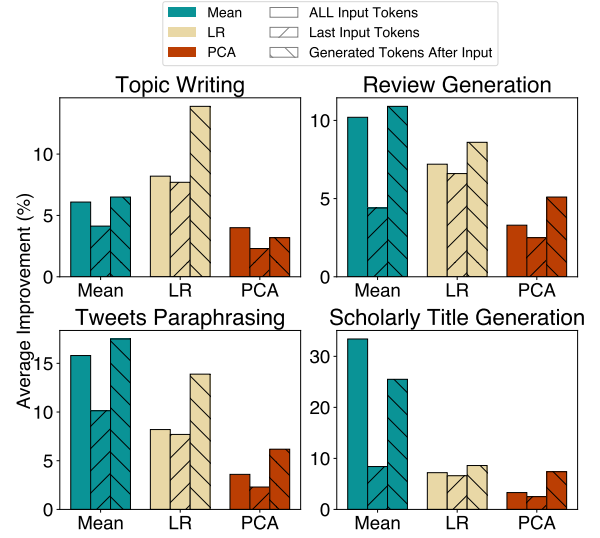 Mean
LR
PCA
ALL Input Tokens
Last Input Tokens
Generated Tokens After Input
Average Improvement (%)
Topic Writing
10
5
0
Mean LR PCA
Review Generation
10
5
0
Mean LR PCA
Tweets Paraphrasing
15
10
5
0
Mean LR PCA
Scholarly Title Generation
30
20
10
0
Mean LR PCA